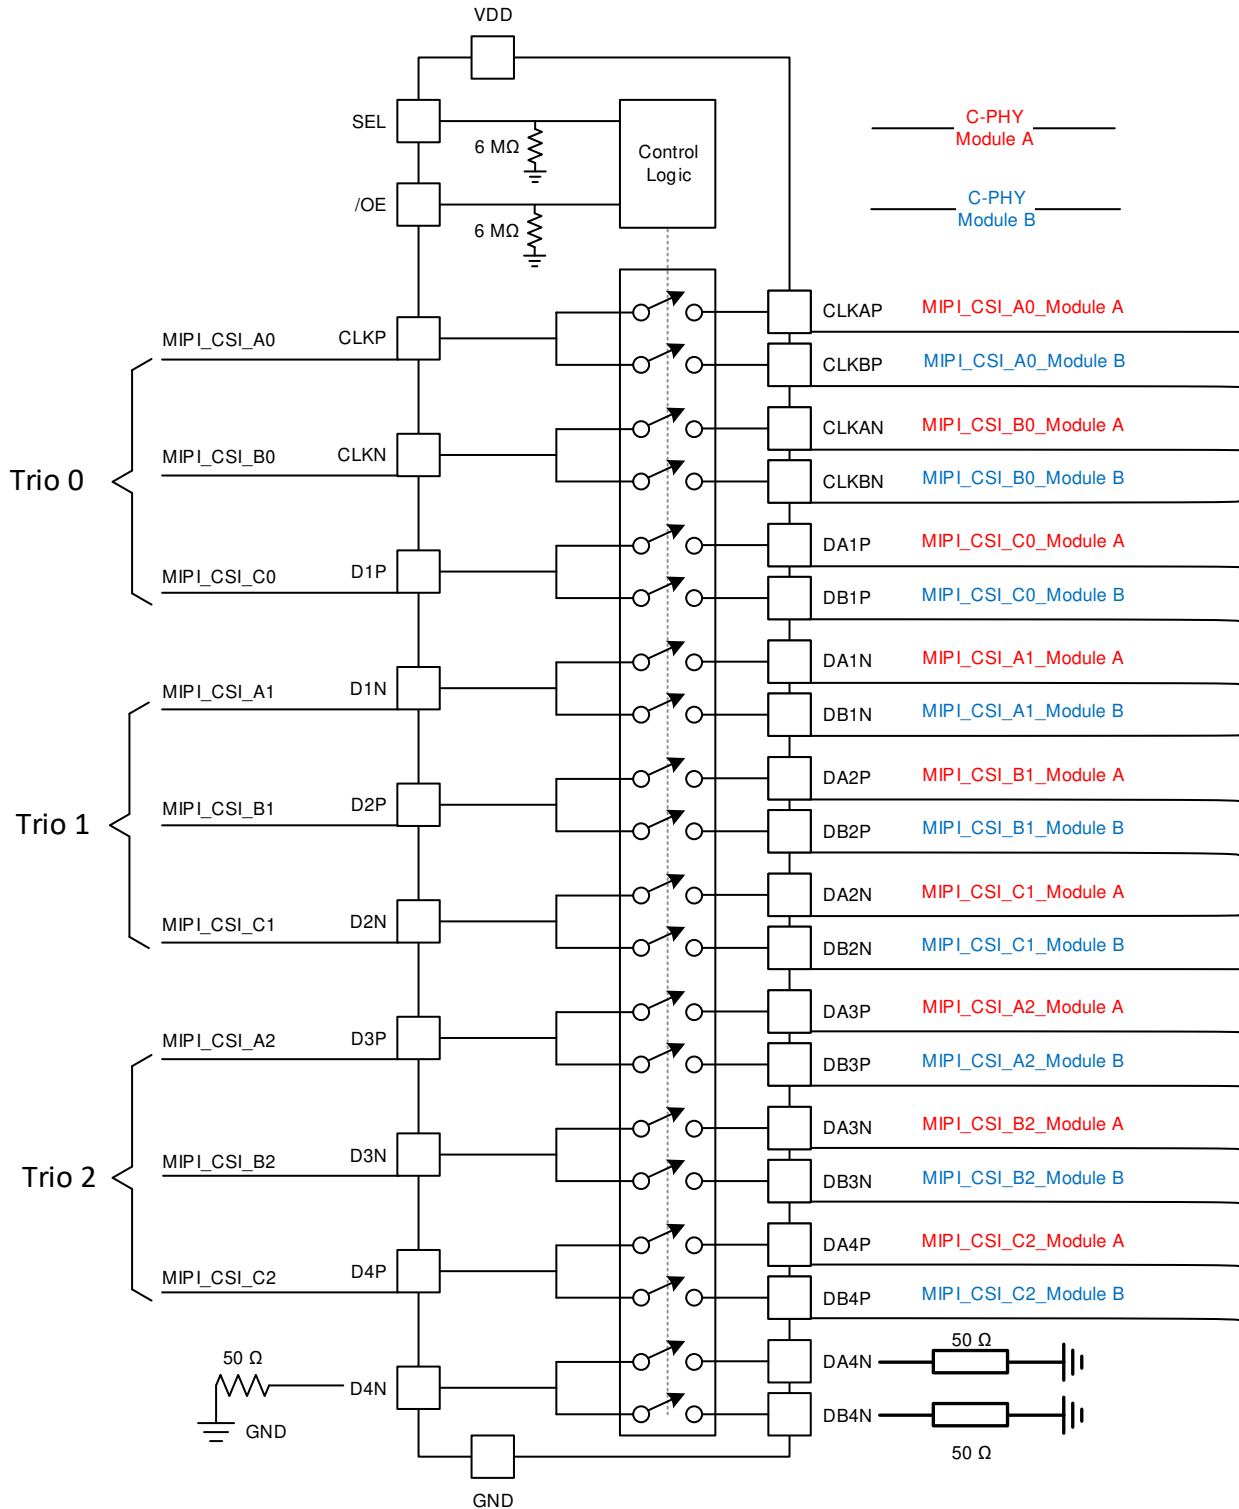 VDD
SEL
6 MΩ
/OE
6 MΩ
Control
Logic
C-PHY
Module A
C-PHY
Module B
MIPI_CSI_A0
CLKP
CLKAP
MIPI_CSI_A0_Module A
CLKBP
MIPI_CSI_A0_Module B
Trio 0
MIPI_CSI_B0
CLKN
CLKAN
MIPI_CSI_B0_Module A
CLKBN
MIPI_CSI_B0_Module B
MIPI_CSI_C0
D1P
DA1P
MIPI_CSI_C0_Module A
DB1P
MIPI_CSI_C0_Module B
MIPI_CSI_A1
D1N
DA1N
MIPI_CSI_A1_Module A
DB1N
MIPI_CSI_A1_Module B
Trio 1
MIPI_CSI_B1
D2P
DA2P
MIPI_CSI_B1_Module A
DB2P
MIPI_CSI_B1_Module B
MIPI_CSI_C1
D2N
DA2N
MIPI_CSI_C1_Module A
DB2N
MIPI_CSI_C1_Module B
MIPI_CSI_A2
D3P
DA3P
MIPI_CSI_A2_Module A
DB3P
MIPI_CSI_A2_Module B
Trio 2
MIPI_CSI_B2
D3N
DA3N
MIPI_CSI_B2_Module A
DB3N
MIPI_CSI_B2_Module B
MIPI_CSI_C2
D4P
DA4P
MIPI_CSI_C2_Module A
DB4P
MIPI_CSI_C2_Module B
50 Ω
GND
D4N
DA4N
50 Ω
DB4N
50 Ω
GND